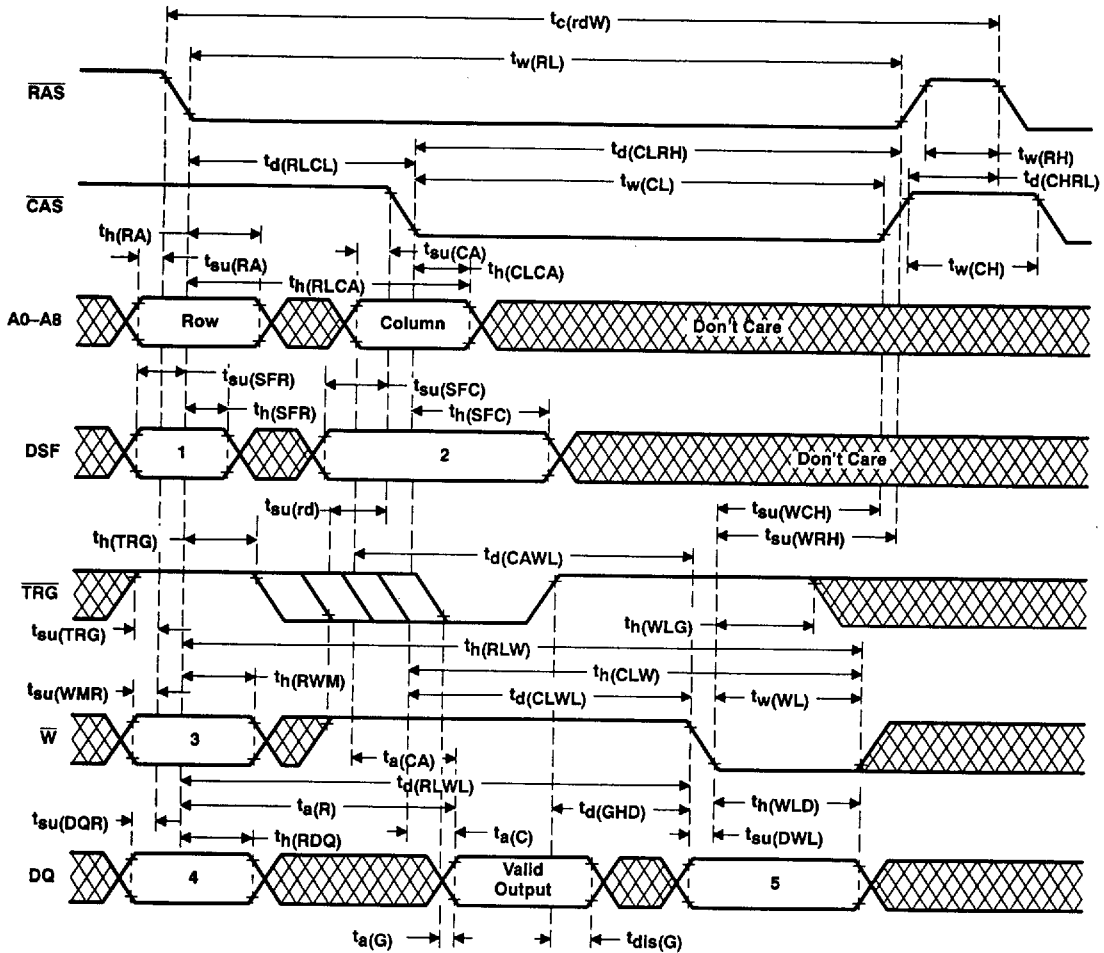 tc(rdW)
tw(RL)
RAS
td(RLCL)
td(CLRH)
tw(RH)
tw(CL)
td(CHRL)
CAS
th(RA)
tsu(CA)
tsu(RA)
th(CLCA)
tw(CH)
th(RLCA)
A0–A8
Row
Column
Don't Care
tsu(SFR)
tsu(SFC)
th(SFR)
th(SFC)
DSF
1
2
Don't Care
tsu(rd)
tsu(WCH)
tsu(WRH)
th(TRG)
td(CAWL)
TRG
tsu(TRG)
th(WLG)
th(RLW)
th(CLW)
tsu(WMR)
th(RWM)
td(CLWL)
tw(WL)
W
3
ta(CA)
td(RLWL)
ta(R)
td(GHD)
th(WLD)
tsu(DQR)
th(RDQ)
ta(C)
tsu(DWL)
DQ
4
Valid
Output
5
ta(G)
tdis(G)